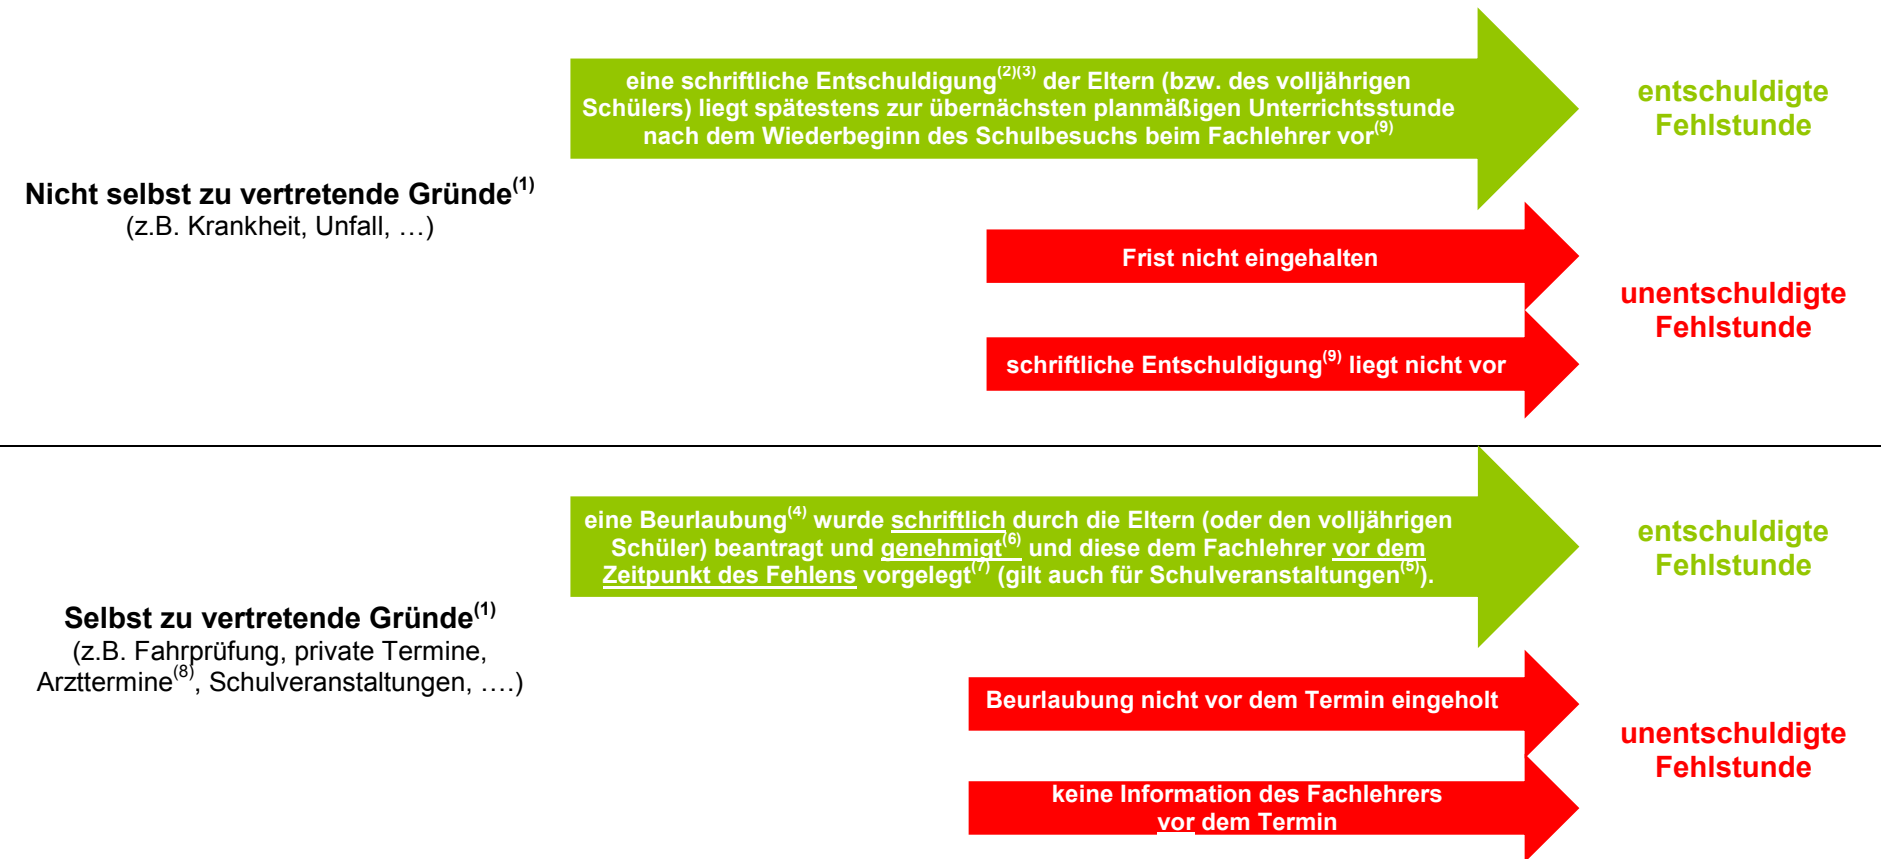 eine schriftliche Entschuldigung(2)(3) der Eltern (bzw. des volljährigen
Schülers) liegt spätestens zur übernächsten planmäßigen Unterrichtsstunde
nach dem Wiederbeginn des Schulbesuchs beim Fachlehrer vor(9)
entschuldigte
Fehlstunde
Nicht selbst zu vertretende Gründe(1)
(z.B. Krankheit, Unfall, …)
Frist nicht eingehalten
schriftliche Entschuldigung(9) liegt nicht vor
unentschuldigte
Fehlstunde
eine Beurlaubung(4) wurde schriftlich durch die Eltern (oder den volljährigen
Schüler) beantragt und genehmigt(6) und diese dem Fachlehrer vor dem
Zeitpunkt des Fehlens vorgelegt(7) (gilt auch für Schulveranstaltungen(5)).
entschuldigte
Fehlstunde
Selbst zu vertretende Gründe(1)
(z.B. Fahrprüfung, private Termine,
Arzttermine(8), Schulveranstaltungen, ….)
Beurlaubung nicht vor dem Termin eingeholt
keine Information des Fachlehrers
vor dem Termin
unentschuldigte
Fehlstunde